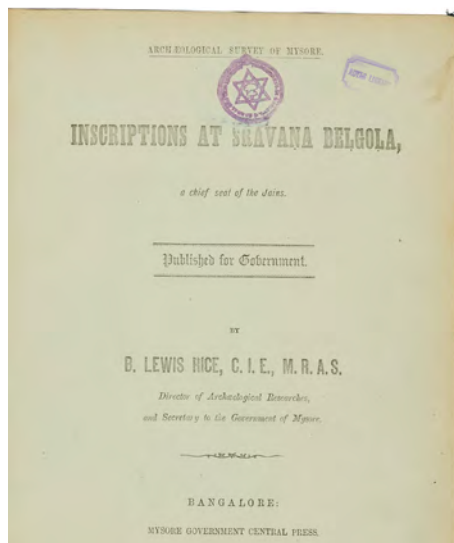 ARCHÆOLOGICAL SURVEY OF MYSORE.
INSCRIPTIONS AT SRAVANA BELGOLA,
a chief seat of the Jains.
Published for Government.
BY
B. LEWIS RICE, C. I. E., M. R. A. S.
Director of Archæological Researches,
and Secretary to the Government of Mysore.
BANGALORE:
MYSORE GOVERNMENT CENTRAL PRESS.